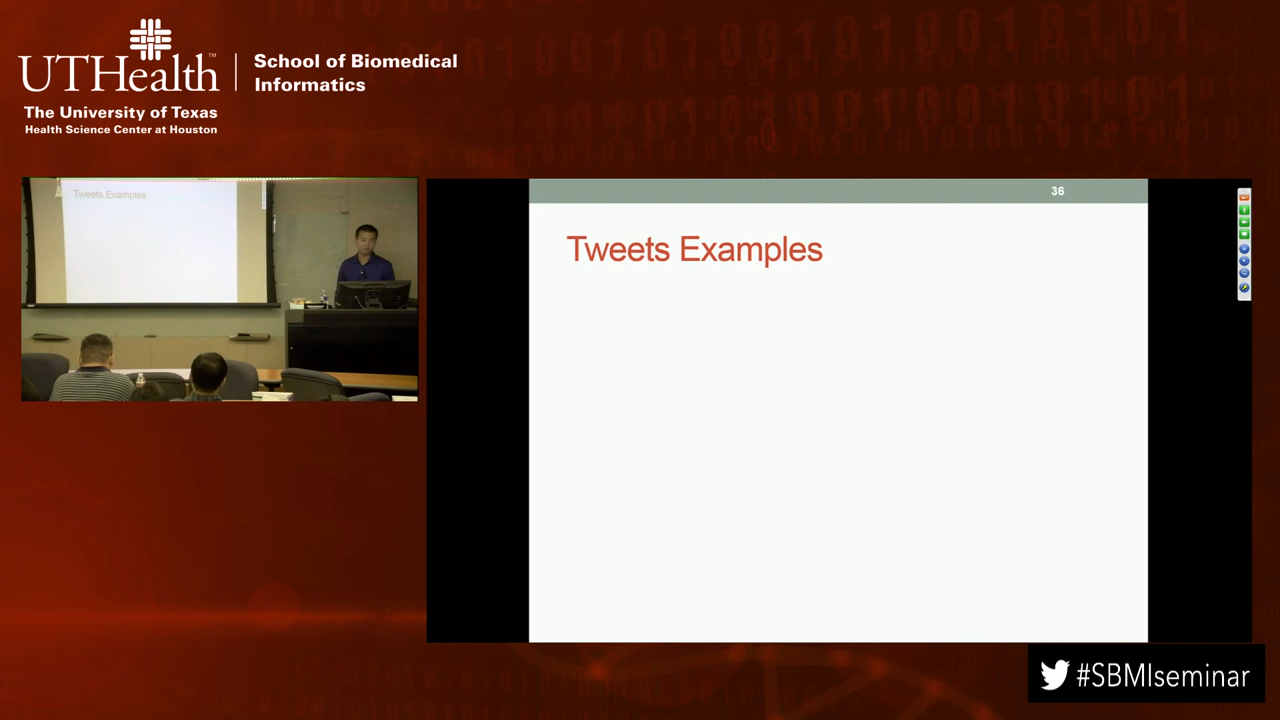 UTHealth™
The University of Texas
Health Science Center at Houston
School of Biomedical
Informatics
Tweets Examples
36
Tweets Examples
#SBMIseminar